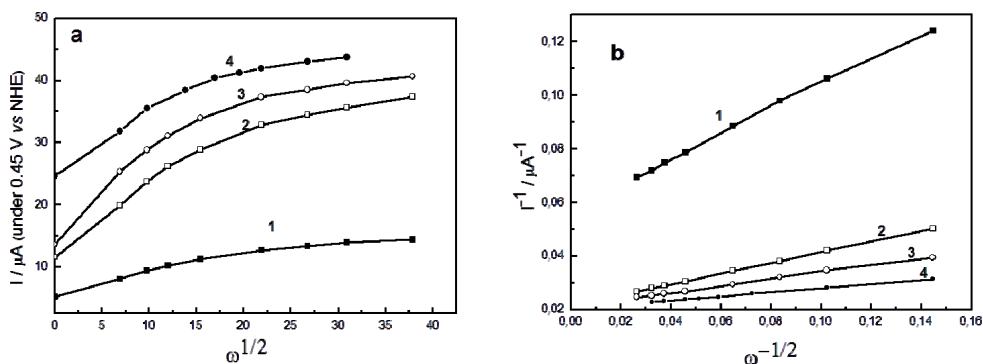 a
50
40
30
20
10
I / μA (under 0.45 V vs NHE)
4
3
2
1
0 5 10 15 20 25 30 35 40
ω^1/2
b
0,12
0,10
0,08
0,06
0,04
0,02
I^-1 / μA^-1
1
2
3
4
0,00 0,02 0,04 0,06 0,08 0,10 0,12 0,14 0,16
ω^-1/2